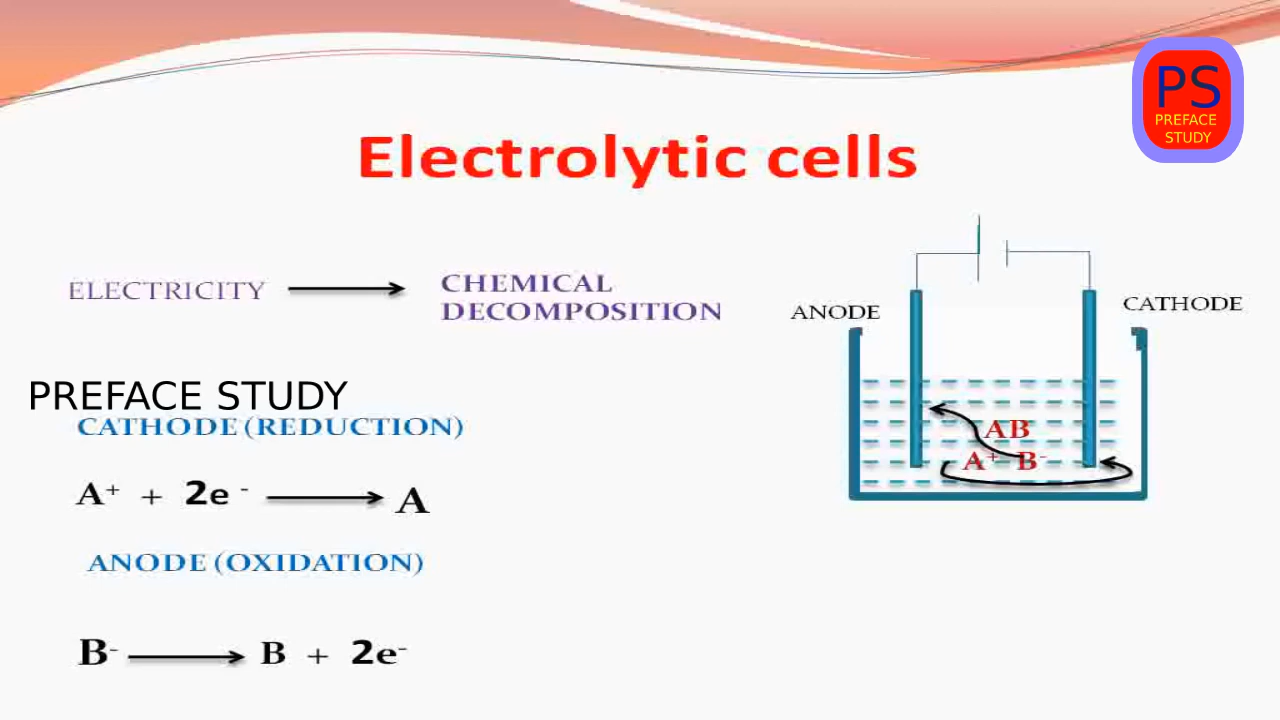 PS
PREFACE
STUDY
Electrolytic cells
ELECTRICITY
CHEMICAL
DECOMPOSITION
ANODE
CATHODE
PREFACE STUDY
CATHODE (REDUCTION)
A⁺ + 2e ⁻ ⟶ A
ANODE (OXIDATION)
B⁻ ⟶ B + 2e⁻
AB
A⁺ B⁻